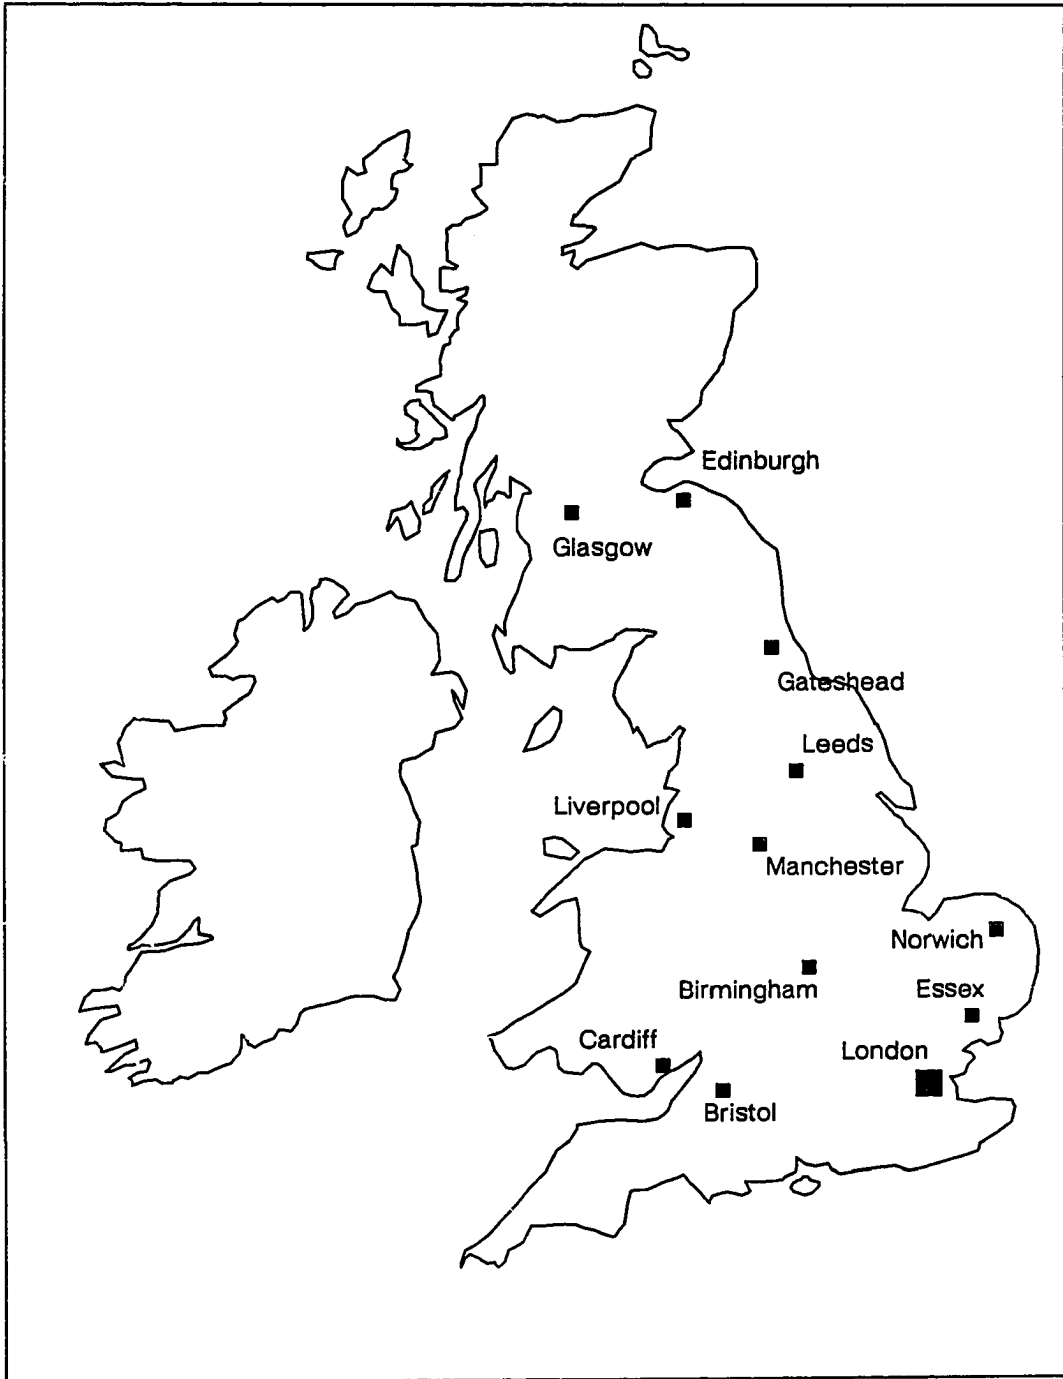 Edinburgh
Glasgow
Gateshead
Leeds
Liverpool
Manchester
Norwich
Birmingham
Essex
Cardiff
London
Bristol